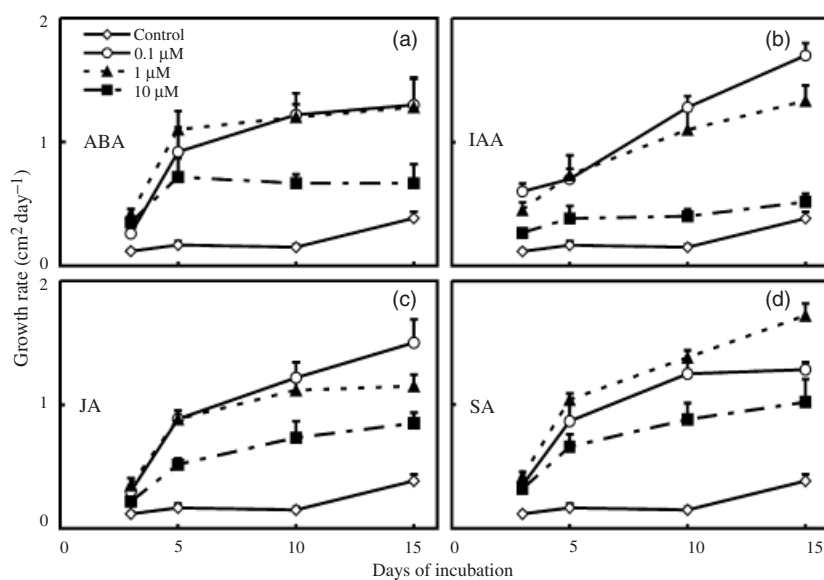 2
(a)
(b)
Control
0.1 μM
1 μM
10 μM
1
ABA
IAA
0
2
(c)
(d)
1
JA
SA
0
0 5 10 15 0 5 10 15
Growth rate (cm² day⁻¹)
Days of incubation